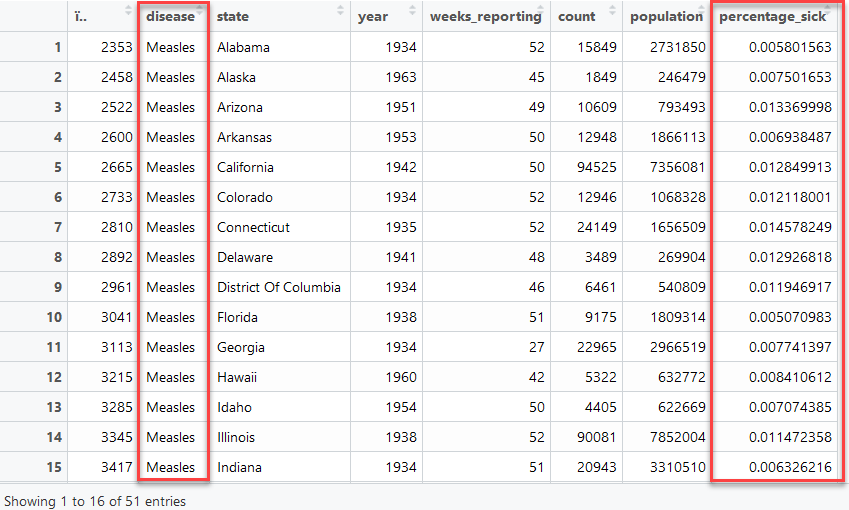 ï.. disease state year weeks_reporting count population percentage_sick
1 2353 Measles Alabama 1934 52 15849 2731850 0.005801563
2 2458 Measles Alaska 1963 45 1849 246479 0.007501653
3 2522 Measles Arizona 1951 49 10609 793493 0.013369998
4 2600 Measles Arkansas 1953 50 12948 1866113 0.006938487
5 2665 Measles California 1942 50 94525 7356081 0.012849913
6 2733 Measles Colorado 1934 52 12946 1068328 0.012118001
7 2810 Measles Connecticut 1935 52 24149 1656509 0.014578249
8 2892 Measles Delaware 1941 48 3489 269904 0.012926818
9 2961 Measles District Of Columbia 1934 46 6461 540809 0.011946917
10 3041 Measles Florida 1938 51 9175 1809314 0.005070983
11 3113 Measles Georgia 1934 27 22965 2966519 0.007741397
12 3215 Measles Hawaii 1960 42 5322 632772 0.008410612
13 3285 Measles Idaho 1954 50 4405 622669 0.007074385
14 3345 Measles Illinois 1938 52 90081 7852004 0.011472358
15 3417 Measles Indiana 1934 51 20943 3310510 0.006326216
Showing 1 to 16 of 51 entries